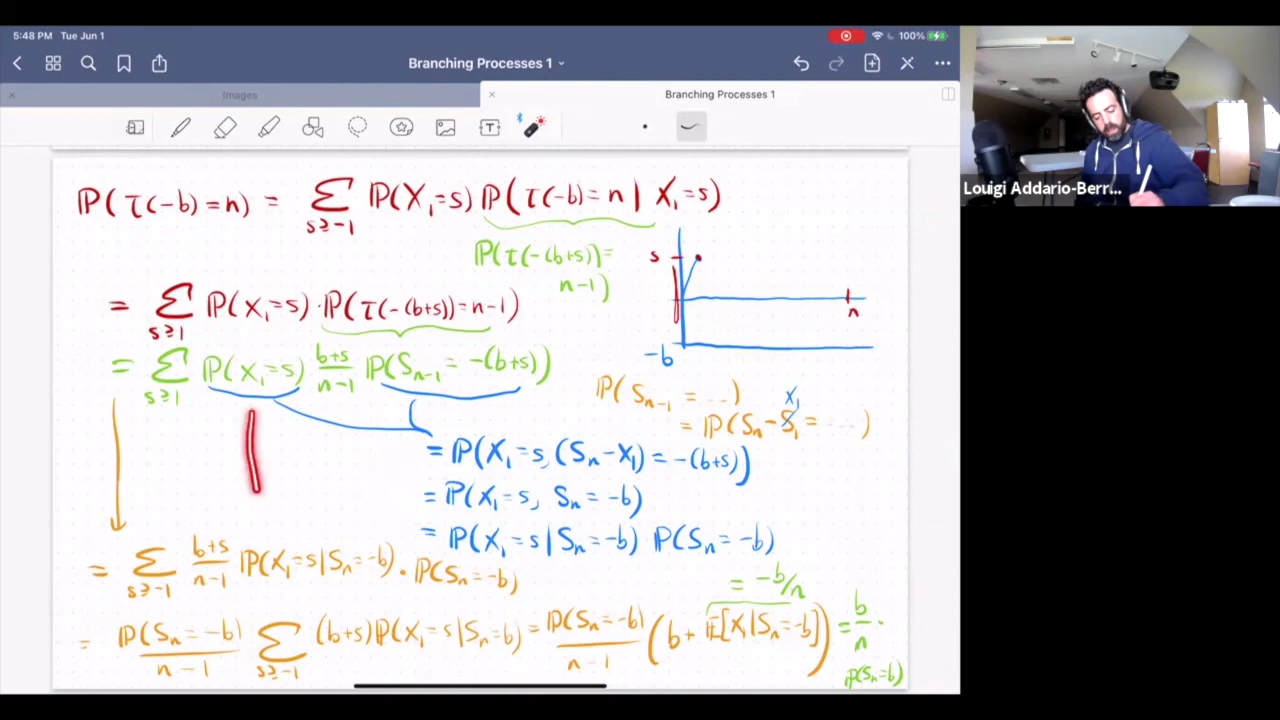 5:48 PM Tue Jun 1
100%
Branching Processes 1
Images
Branching Processes 1
T
Louigi Addario-Berr...
ℙ(τ(-b)=n) = Σ_{s≥-1} ℙ(X₁=s) ℙ(τ(-b)=n | X₁=s)
ℙ(τ(-(b+s))=
n-1)
s
n
-b
= Σ_{s≥1} ℙ(X₁=s)·ℙ(τ(-(b+s))=n-1)
= Σ_{s≥1} ℙ(X₁=s) (b+s)/(n-1) ℙ(S_{n-1} = -(b+s))
ℙ(S_{n-1} = ...)
X₁
= ℙ(S_n - S₁ = ...)
= ℙ(X₁=s, (S_n-X₁) = -(b+s))
= ℙ(X₁=s, S_n=-b)
= ℙ(X₁=s | S_n=-b) ℙ(S_n=-b)
= Σ_{s≥-1} (b+s)/(n-1) ℙ(X₁=s | S_n=-b) · ℙ(S_n=-b)
= -b/n
= ℙ(S_n=-b)/(n-1) Σ_{s≥-1} (b+s) ℙ(X₁=s | S_n=-b) = ℙ(S_n=-b)/(n-1) (b + 𝔼[X₁ | S_n=-b]) = b/n ·
ℙ(S_n=b)